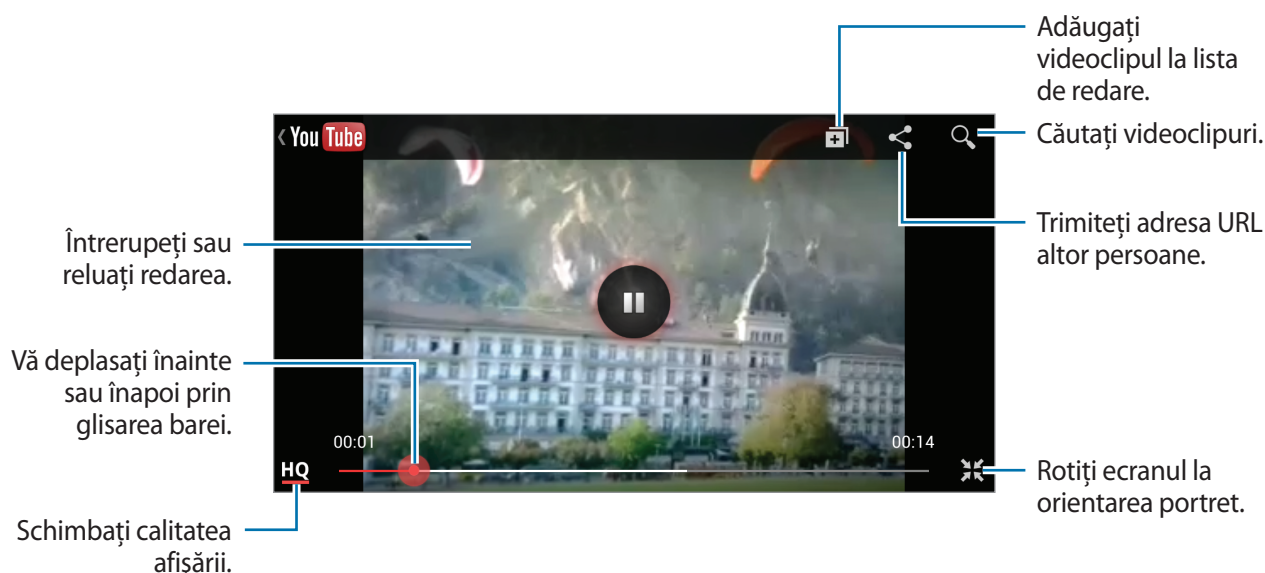 Adăugați
videoclipul la lista
de redare.
You Tube
Căutați videoclipuri.
Trimiteți adresa URL
altor persoane.
Întrerupeți sau
reluați redarea.
Vă deplasați înainte
sau înapoi prin
glisarea barei.
00:01
00:14
HQ
Rotiți ecranul la
orientarea portret.
Schimbați calitatea
afișării.